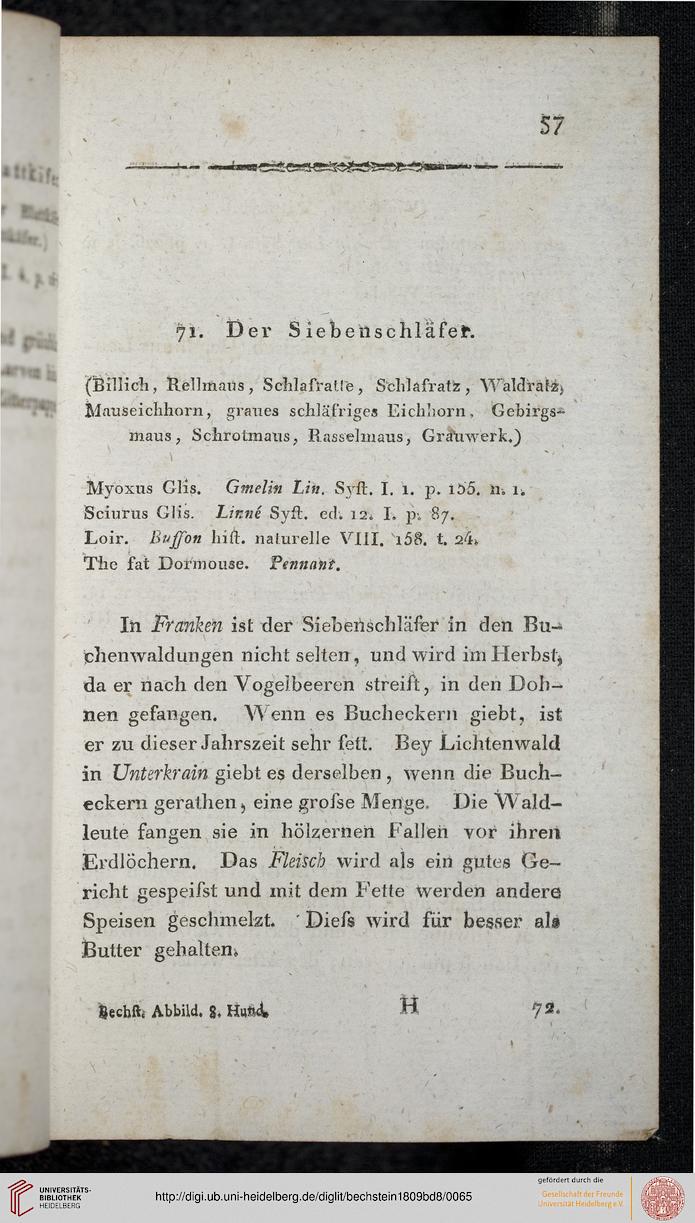 57
71. Der Siebenschläfer.
(Billich, Rellmaus, Schlafratte, Schlafratz, Waldratz,
Mauseichhorn, graues schläfriges Eichhorn, Gebirgs-
maus, Schrotmaus, Rasselmaus, Grauwerk.)
Myoxus Glis. Gmelin Lin. Syſt. I. 1. p. 155. n. 1.
Sciurus Glis. Linné Syſt. ed. 12. I. p. 87.
Loir. Buffon hiſt. naturelle VIII. 158. t. 24.
The fat Dormouse. Pennant.
In Franken ist der Siebenschläfer in den Bu-
chenwaldungen nicht selten, und wird im Herbst,
da er nach den Vogelbeeren streift, in den Doh-
nen gefangen. Wenn es Bucheckern giebt, ist
er zu dieser Jahrszeit sehr fett. Bey Lichtenwald
in Unterkrain giebt es derselben, wenn die Buch-
eckern gerathen, eine groſse Menge. Die Wald-
leute fangen sie in hölzernen Fallen vor ihren
Erdlöchern. Das Fleisch wird als ein gutes Ge-
richt gespeiſst und mit dem Fette werden andere
Speisen geschmelzt. Dieſs wird für besser als
Butter gehalten.
Bechſt. Abbild. 8. Hund. H 72.
UNIVERSITÄTS-
BIBLIOTHEK
HEIDELBERG
http://digi.ub.uni-heidelberg.de/diglit/bechstein1809bd8/0065
gefördert durch die
Gesellschaft der Freunde
Universität Heidelberg e.V.